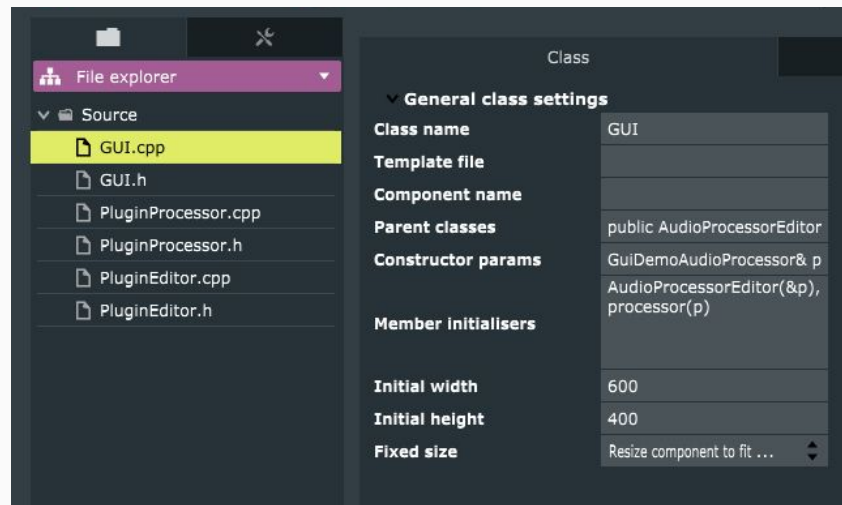 File explorer
Source
GUI.cpp
GUI.h
PluginProcessor.cpp
PluginProcessor.h
PluginEditor.cpp
PluginEditor.h
Class
General class settings
Class name GUI
Template file
Component name
Parent classes public AudioProcessorEditor
Constructor params GuiDemoAudioProcessor& p
Member initialisers AudioProcessorEditor(&p),
processor(p)
Initial width 600
Initial height 400
Fixed size Resize component to fit ...